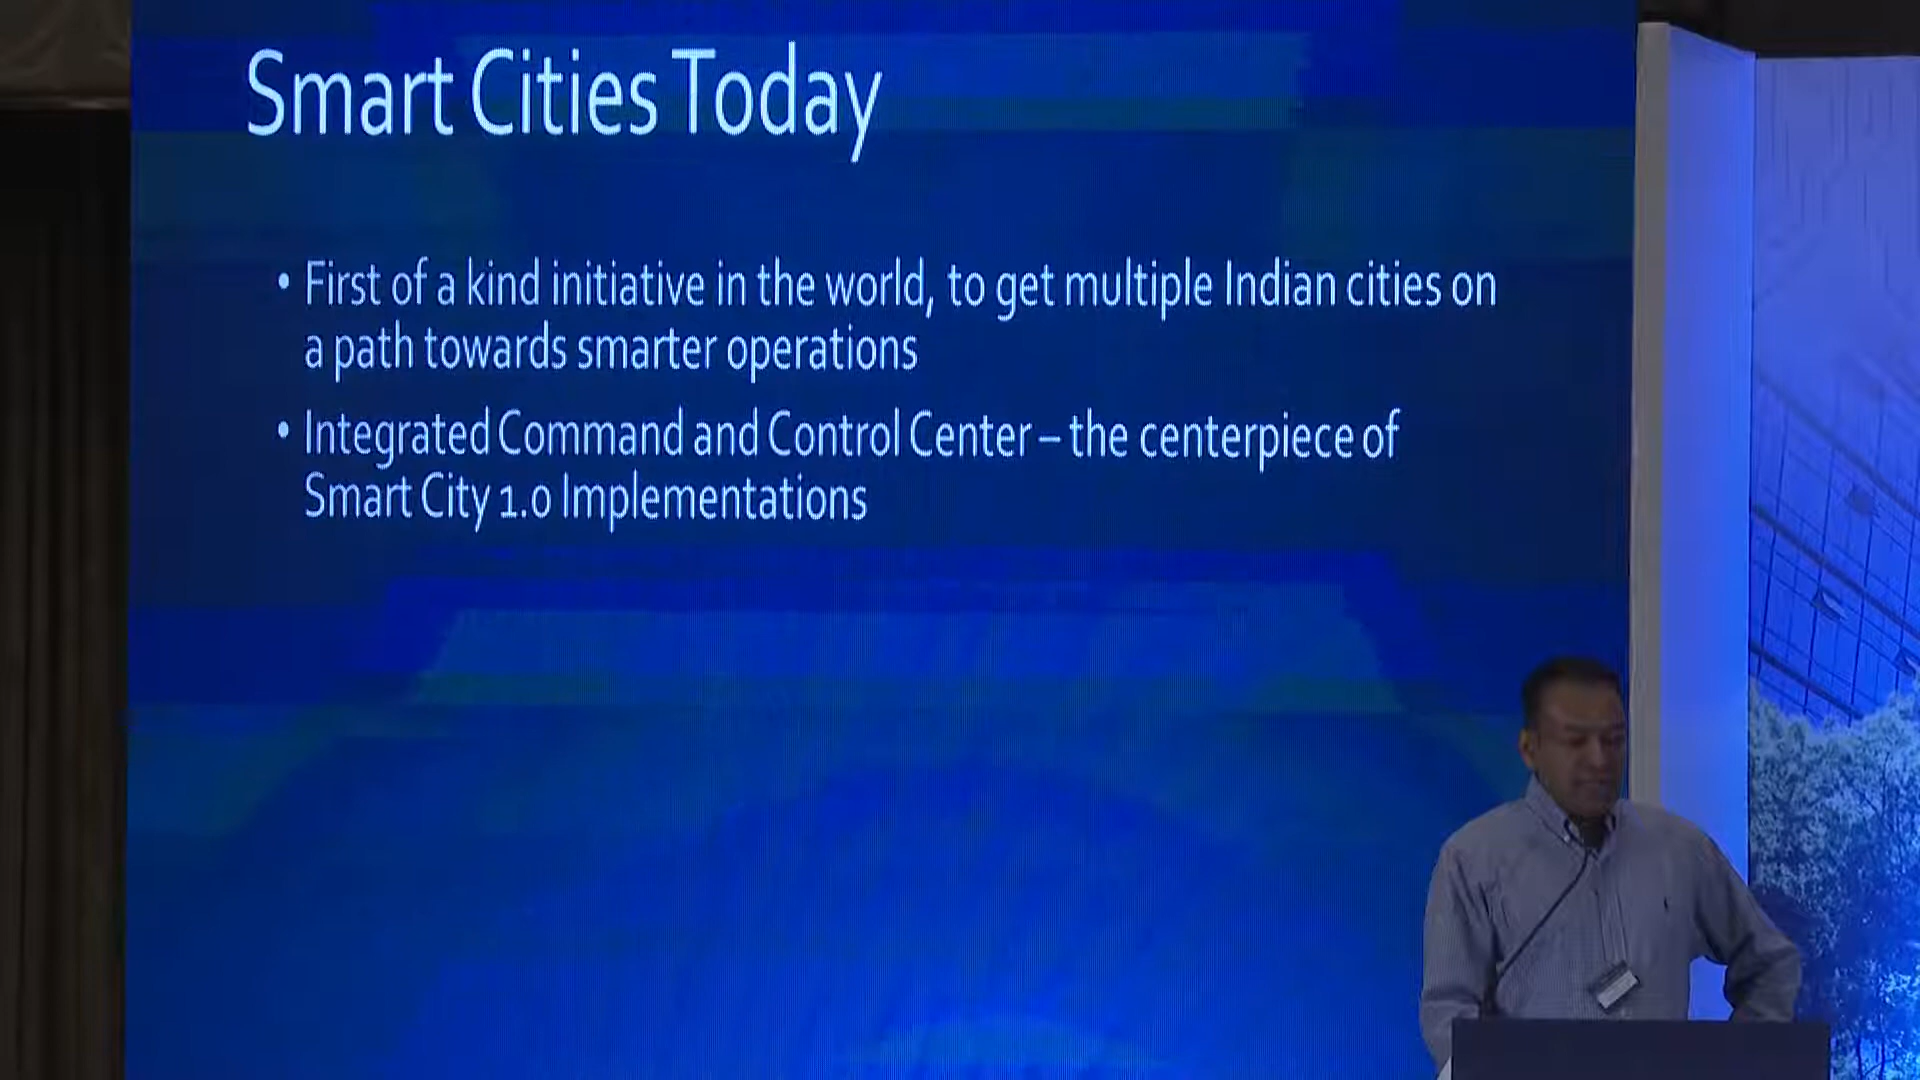 Smart Cities Today
• First of a kind initiative in the world, to get multiple Indian cities on
a path towards smarter operations
• Integrated Command and Control Center – the centerpiece of
Smart City 1.0 Implementations